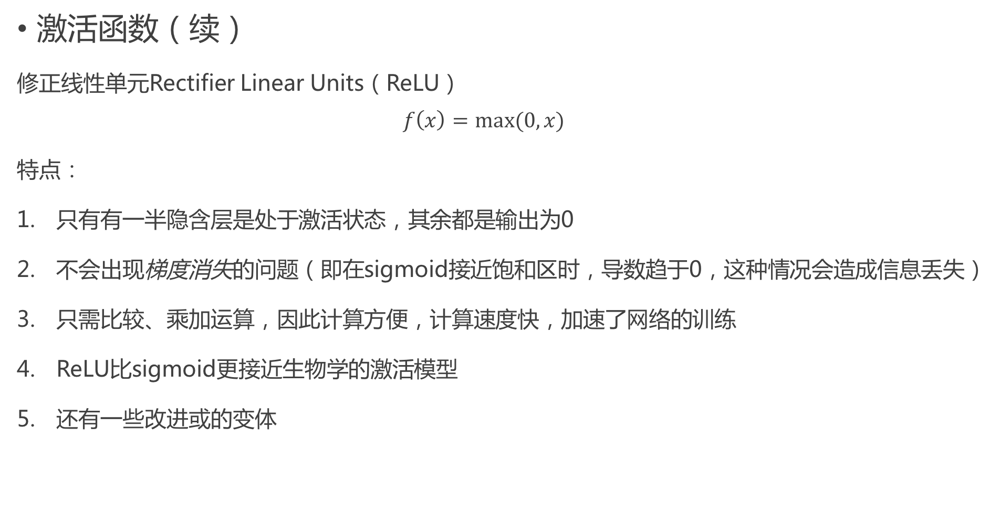 • 激活函数（续）
修正线性单元Rectifier Linear Units（ReLU）
f(x) = max(0, x)
特点：
1. 只有有一半隐含层是处于激活状态，其余都是输出为0
2. 不会出现梯度消失的问题（即在sigmoid接近饱和区时，导数趋于0，这种情况会造成信息丢失）
3. 只需比较、乘加运算，因此计算方便，计算速度快，加速了网络的训练
4. ReLU比sigmoid更接近生物学的激活模型
5. 还有一些改进或的变体